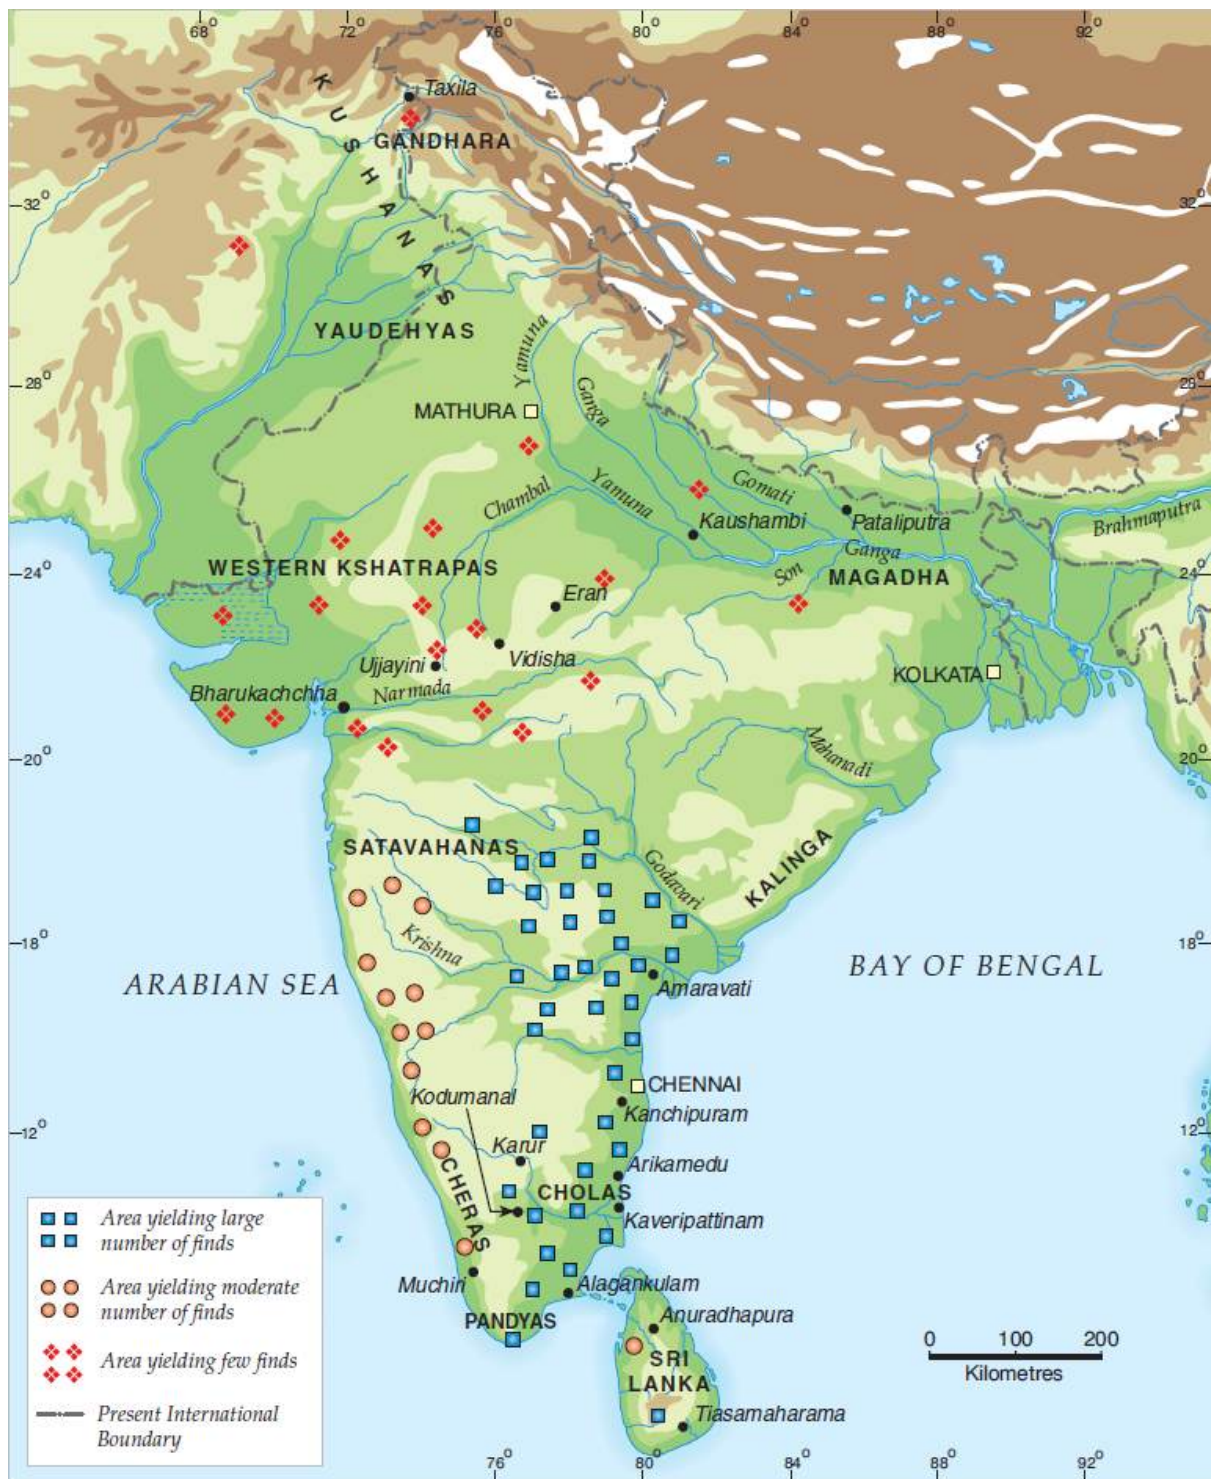 68°
72°
76°
80°
84°
88°
92°
Taxila
GANDHARA
KUSHANAS
32°
32°
YAUDEHYAS
Yamuna
28°
28°
MATHURA
Ganga
Chambal
Yamuna
Gomati
Kaushambi
Pataliputra
Brahmaputra
Ganga
WESTERN KSHATRAPAS
24°
Son
MAGADHA
24°
Eran
Ujjayini
Vidisha
KOLKATA
Bharukachchha
Narmada
20°
Mahanadi
20°
SATAVAHANAS
Godavari
KALINGA
Krishna
18°
18°
ARABIAN SEA
BAY OF BENGAL
Amaravati
CHENNAI
Kodumanal
Kanchipuram
12°
12°
Karur
CHERAS
Arikamedu
CHOLAS
Kaveripattinam
Muchiri
Alagankulam
PANDYAS
Anuradhapura
SRI
LANKA
Tiasamaharama
0 100 200
Kilometres
Area yielding large
number of finds
Area yielding moderate
number of finds
Area yielding few finds
Present International
Boundary
76°
80°
84°
88°
92°